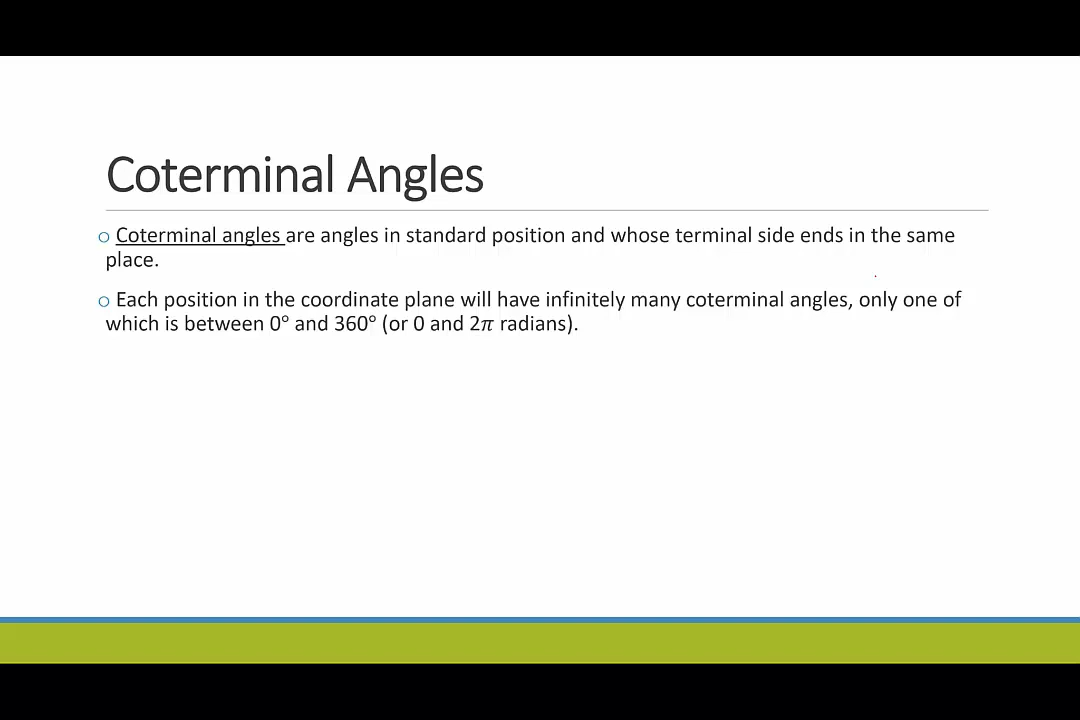 Coterminal Angles
o Coterminal angles are angles in standard position and whose terminal side ends in the same
place.
o Each position in the coordinate plane will have infinitely many coterminal angles, only one of
which is between 0° and 360° (or 0 and 2𝜋 radians).